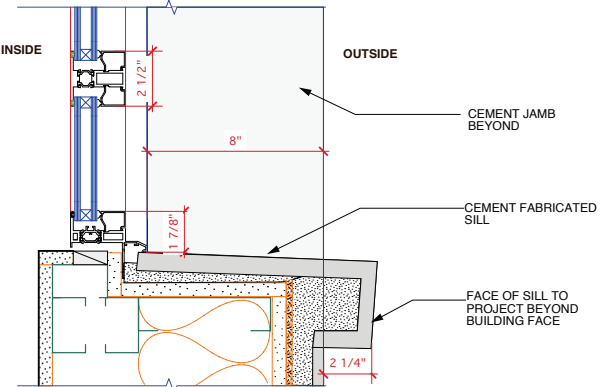 INSIDE
OUTSIDE
2 1/2"
CEMENT JAMB
BEYOND
8"
1 7/8"
CEMENT FABRICATED
SILL
FACE OF SILL TO
PROJECT BEYOND
BUILDING FACE
2 1/4"